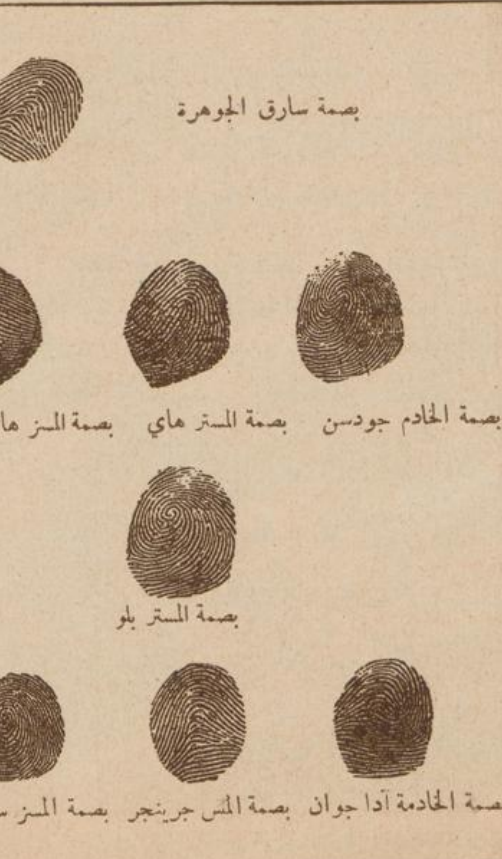 بصمة سارق الجوهرة
بصمة الخادم جودسن بصمة المستر هاي بصمة المسز
بصمة المستر بلو
الخادمة آدا جوان بصمة المس جرينجر بصمة المسز